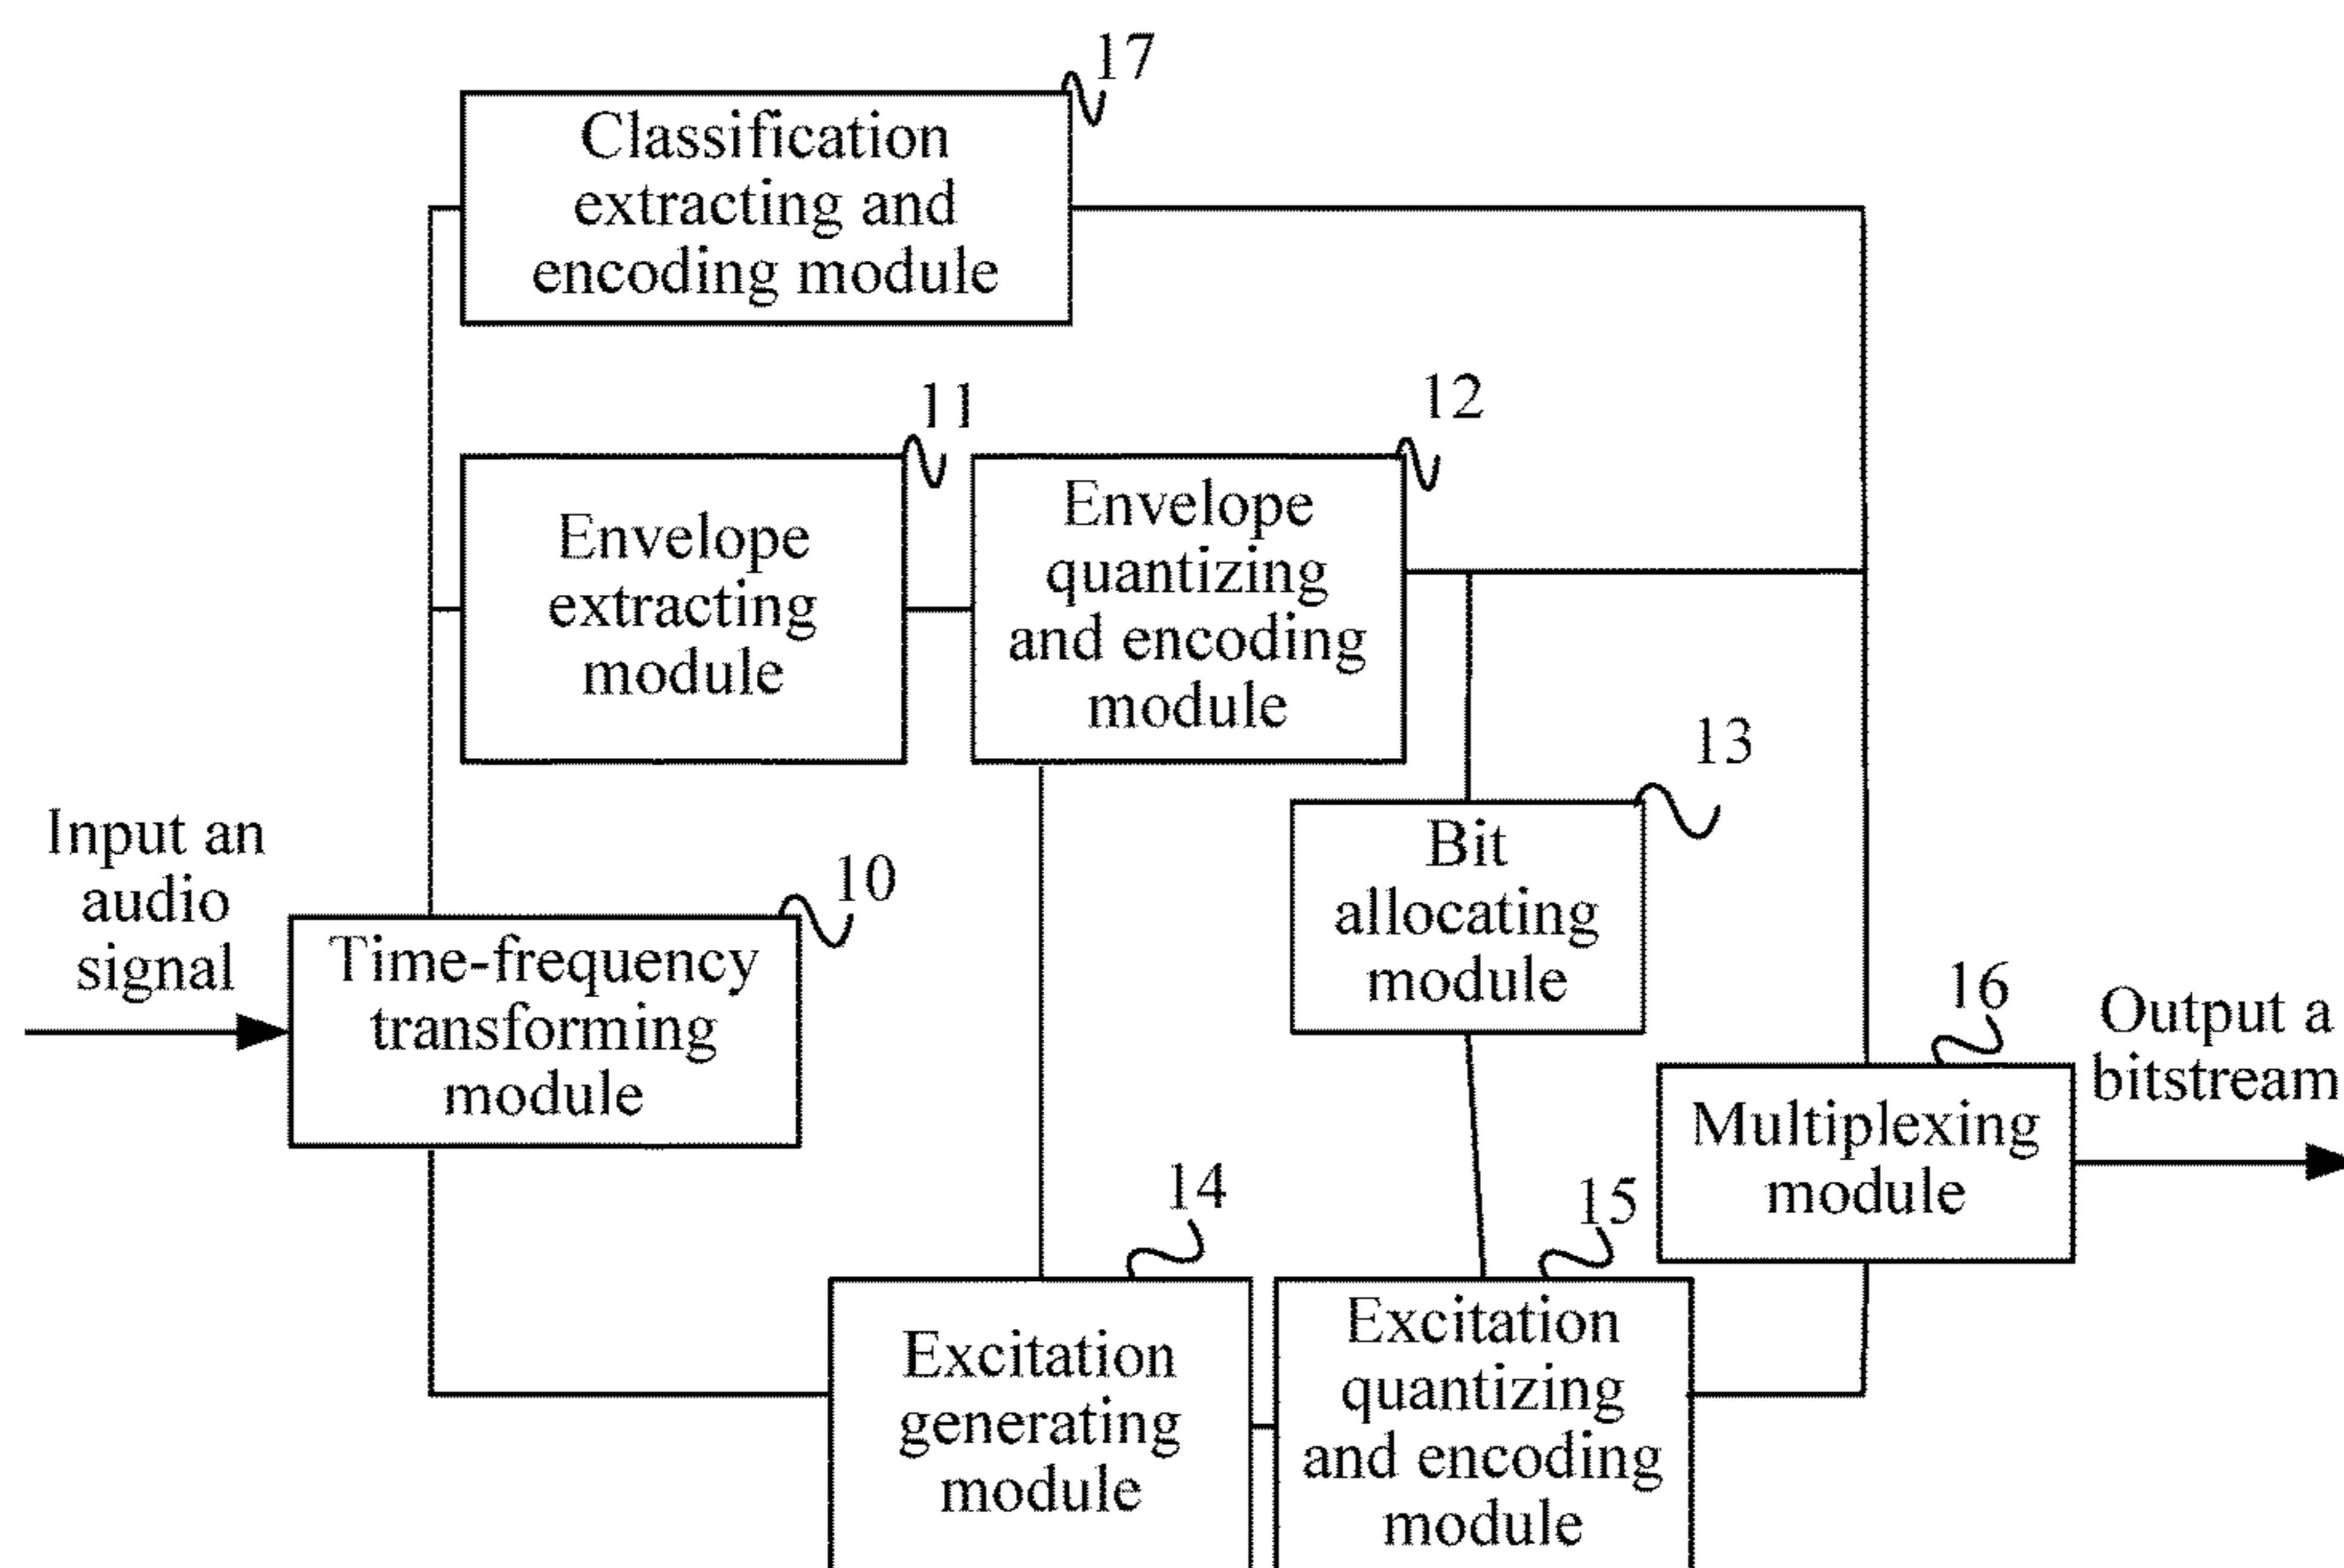 17
Classification
extracting and
encoding module
11
Envelope
extracting
module
12
Envelope
quantizing
and encoding
module
13
Bit
allocating
module
Input an
audio
signal
10
Time-frequency
transforming
module
16
Multiplexing
module
Output a
bitstream
14
Excitation
generating
module
15
Excitation
quantizing
and encoding
module